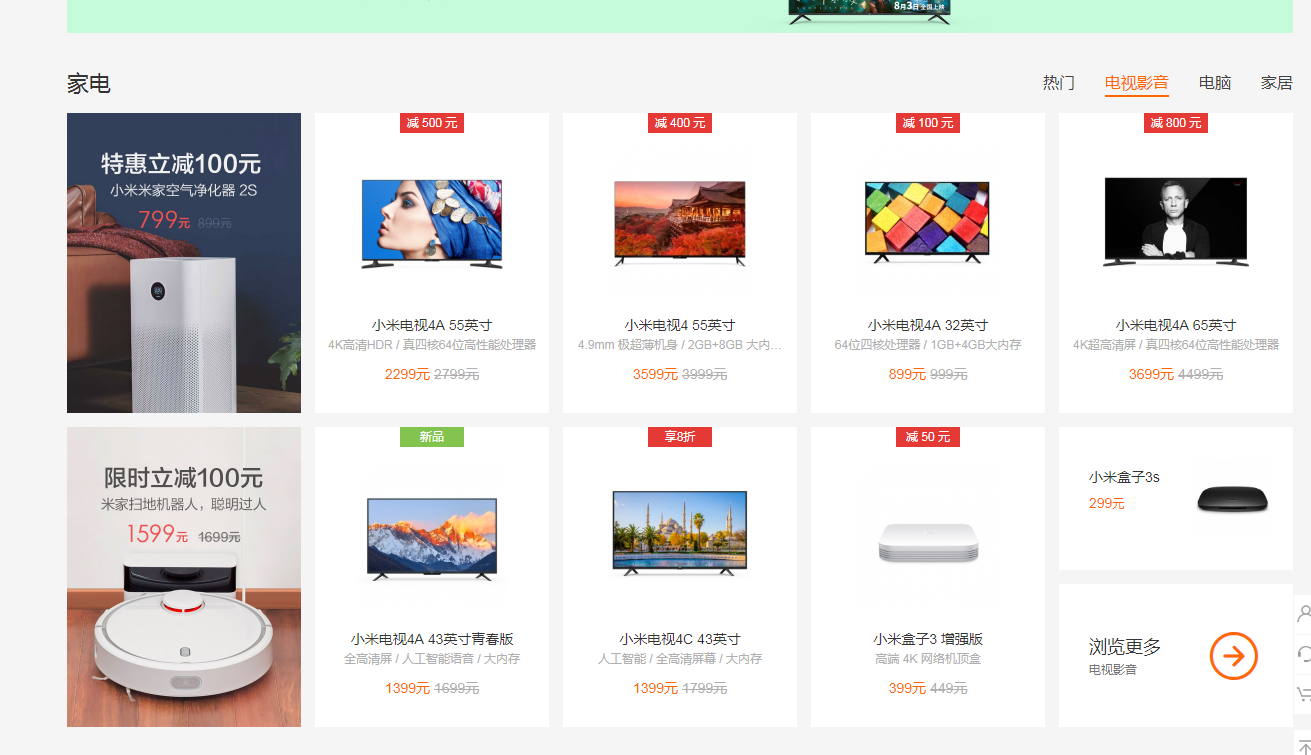 8月3日 全国上映
家电
热门
电视影音
电脑
家居
特惠立减100元
小米米家空气净化器 2S
799元 899元
减 500 元
小米电视4A 55英寸
4K高清HDR / 真四核64位高性能处理器
2299元 2799元
减 400 元
小米电视4 55英寸
4.9mm 极超薄机身 / 2GB+8GB 大内...
3599元 3999元
减 100 元
小米电视4A 32英寸
64位四核处理器 / 1GB+4GB大内存
899元 999元
减 800 元
小米电视4A 65英寸
4K超高清屏 / 真四核64位高性能处理器
3699元 4499元
限时立减100元
米家扫地机器人，聪明过人
1599元 1699元
新品
小米电视4A 43英寸青春版
全高清屏 / 人工智能语音 / 大内存
1399元 1699元
享8折
小米电视4C 43英寸
人工智能 / 全高清屏幕 / 大内存
1399元 1799元
减 50 元
小米盒子3 增强版
高端 4K 网络机顶盒
399元 449元
小米盒子3s
299元
浏览更多
电视影音